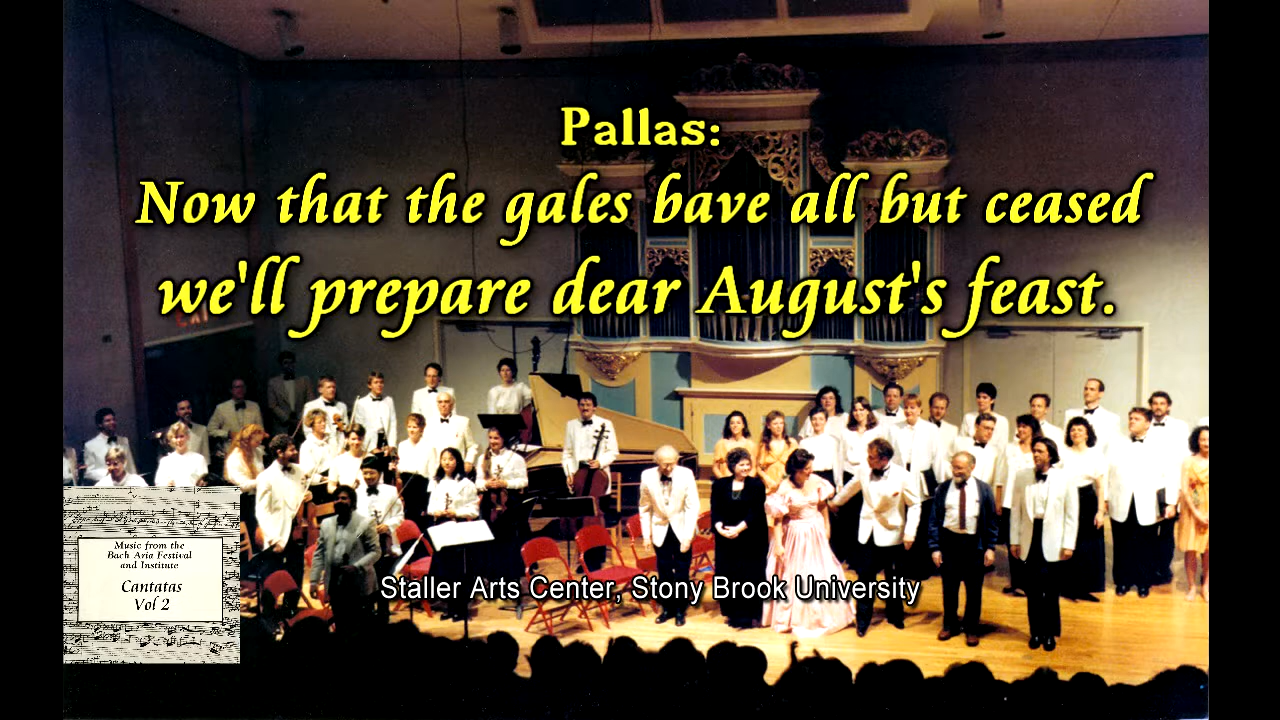 Pallas:
Now that the gales bave all but ceased
we'll prepare dear August's feast.
Music from the
Bach Aria Festival
and Institute
Cantatas
Vol 2
Staller Arts Center, Stony Brook University